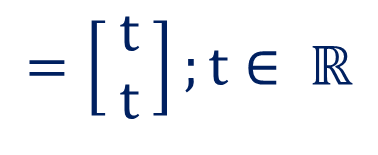 = [ t t ] ; t ∈ ℝ